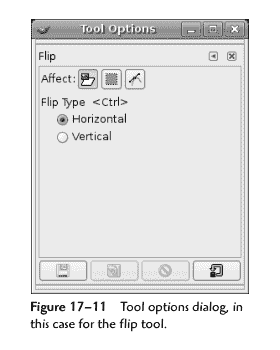 Tool Options
Flip
Affect:
Flip Type <Ctrl>
Horizontal
Vertical
Figure 17–11 Tool options dialog, in
this case for the flip tool.